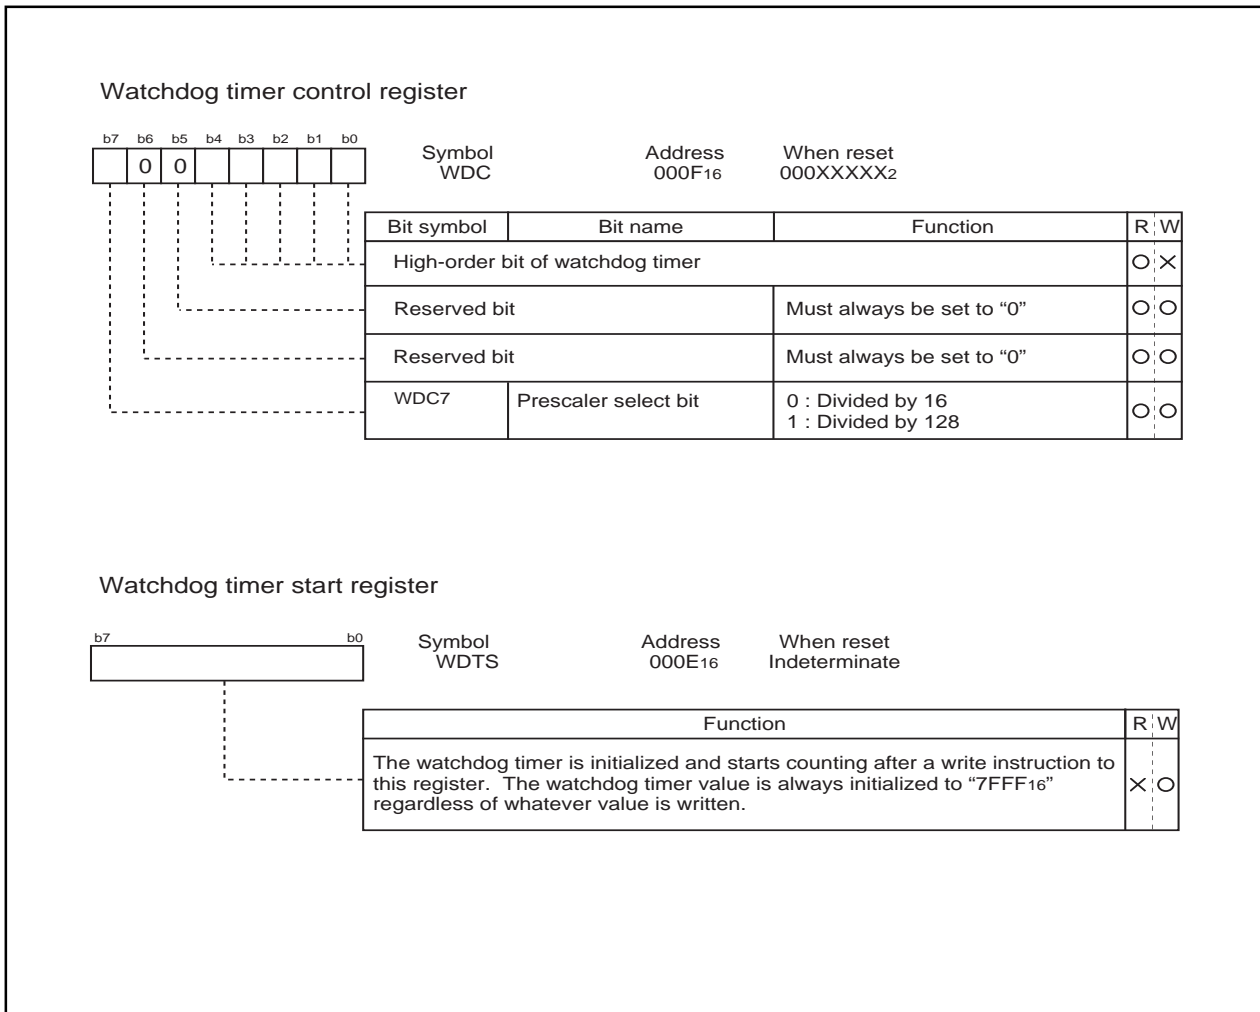 Watchdog timer control register
b7 b6 b5 b4 b3 b2 b1 b0
0 0
Symbol Address When reset
WDC 000F16 000XXXXX2
Bit symbol Bit name Function R W
High-order bit of watchdog timer O X
Reserved bit Must always be set to “0” O O
Reserved bit Must always be set to “0” O O
WDC7 Prescaler select bit 0 : Divided by 16
1 : Divided by 128 O O
Watchdog timer start register
b7 b0
Symbol Address When reset
WDTS 000E16 Indeterminate
Function R W
The watchdog timer is initialized and starts counting after a write instruction to
this register. The watchdog timer value is always initialized to “7FFF16”
regardless of whatever value is written. X O